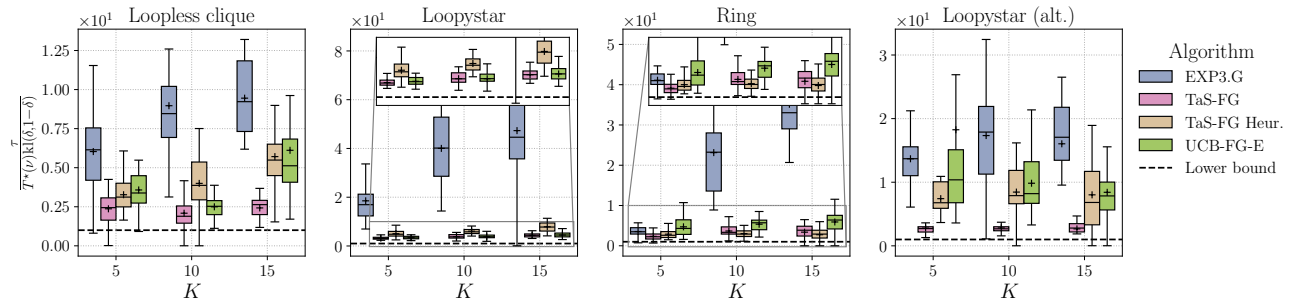 Loopless clique
×10¹
1.25
1.00
0.75
0.50
0.25
0.00
5
10
15
K
τ / T*(ν)kl(δ,1−δ)
Loopystar
×10¹
8
6
4
2
0
5
10
15
K
Ring
×10¹
5
4
3
2
1
0
5
10
15
K
Loopystar (alt.)
×10¹
3
2
1
0
5
10
15
K
Algorithm
EXP3.G
TaS-FG
TaS-FG Heur.
UCB-FG-E
Lower bound